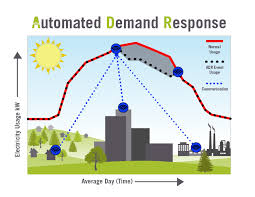 Automated Demand Response
Normal Usage
ADR Event Usage
Communication
Electricity Usage kW
Average Day (Time)